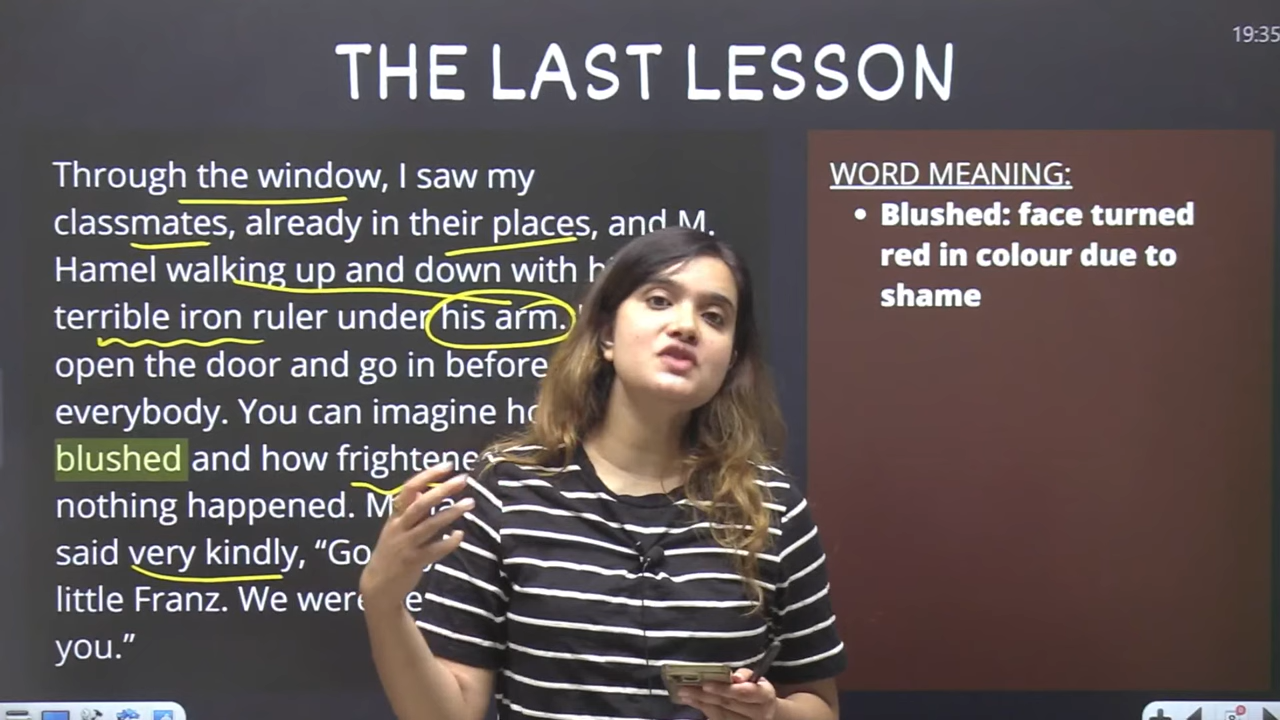 19:35
THE LAST LESSON
Through the window, I saw my
classmates, already in their places, and M.
Hamel walking up and down with
terrible iron ruler under his arm.
open the door and go in before
everybody. You can imagine
blushed and how
nothing happened.
said very kindly,
little Franz. We were
you.”
WORD MEANING:
• Blushed: face turned
red in colour due to
shame